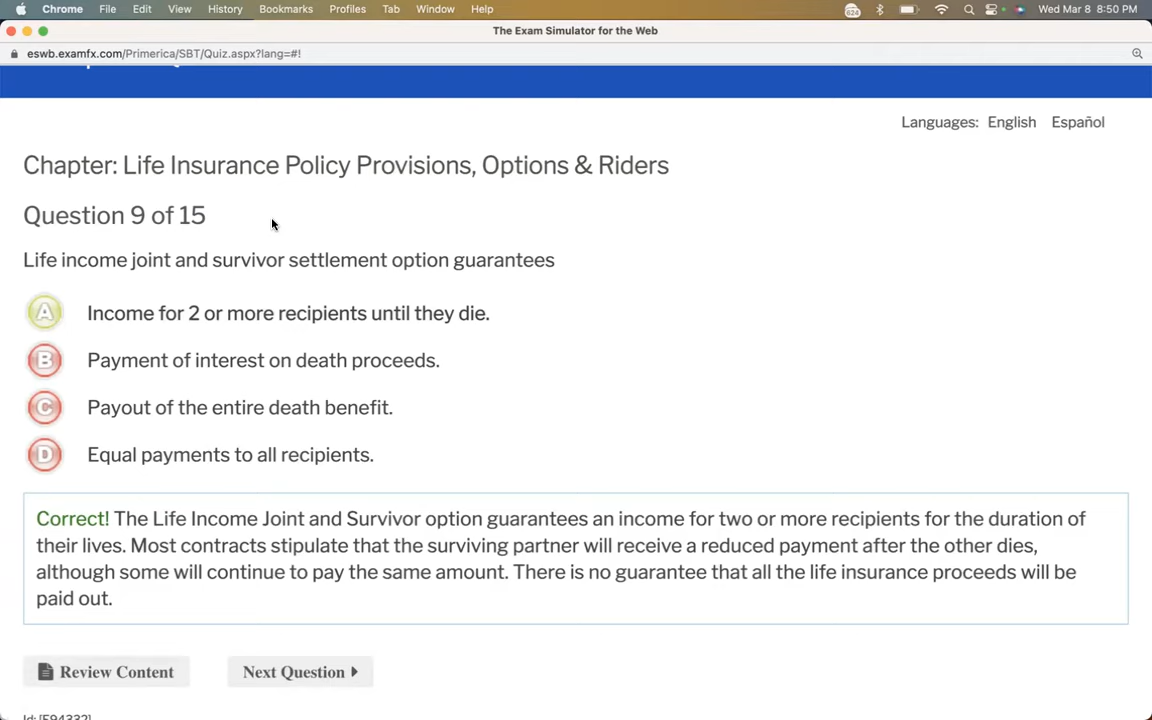 Chrome File Edit View History Bookmarks Profiles Tab Window Help 624 Wed Mar 8 8:50 PM
The Exam Simulator for the Web
eswb.examfx.com/Primerica/SBT/Quiz.aspx?lang=#!
Languages: English Español
Chapter: Life Insurance Policy Provisions, Options & Riders
Question 9 of 15
Life income joint and survivor settlement option guarantees
A Income for 2 or more recipients until they die.
B Payment of interest on death proceeds.
C Payout of the entire death benefit.
D Equal payments to all recipients.
Correct! The Life Income Joint and Survivor option guarantees an income for two or more recipients for the duration of
their lives. Most contracts stipulate that the surviving partner will receive a reduced payment after the other dies,
although some will continue to pay the same amount. There is no guarantee that all the life insurance proceeds will be
paid out.
Review Content Next Question